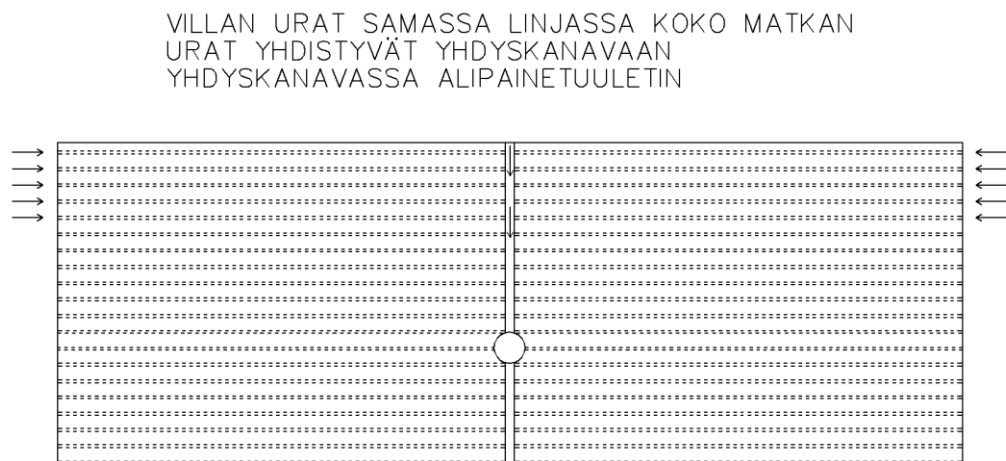 VILLAN URAT SAMASSA LINJASSA KOKO MATKAN
URAT YHDISTYVÄT YHDYSKANAVAAN
YHDYSKANAVASSA ALIPAINETUULETIN